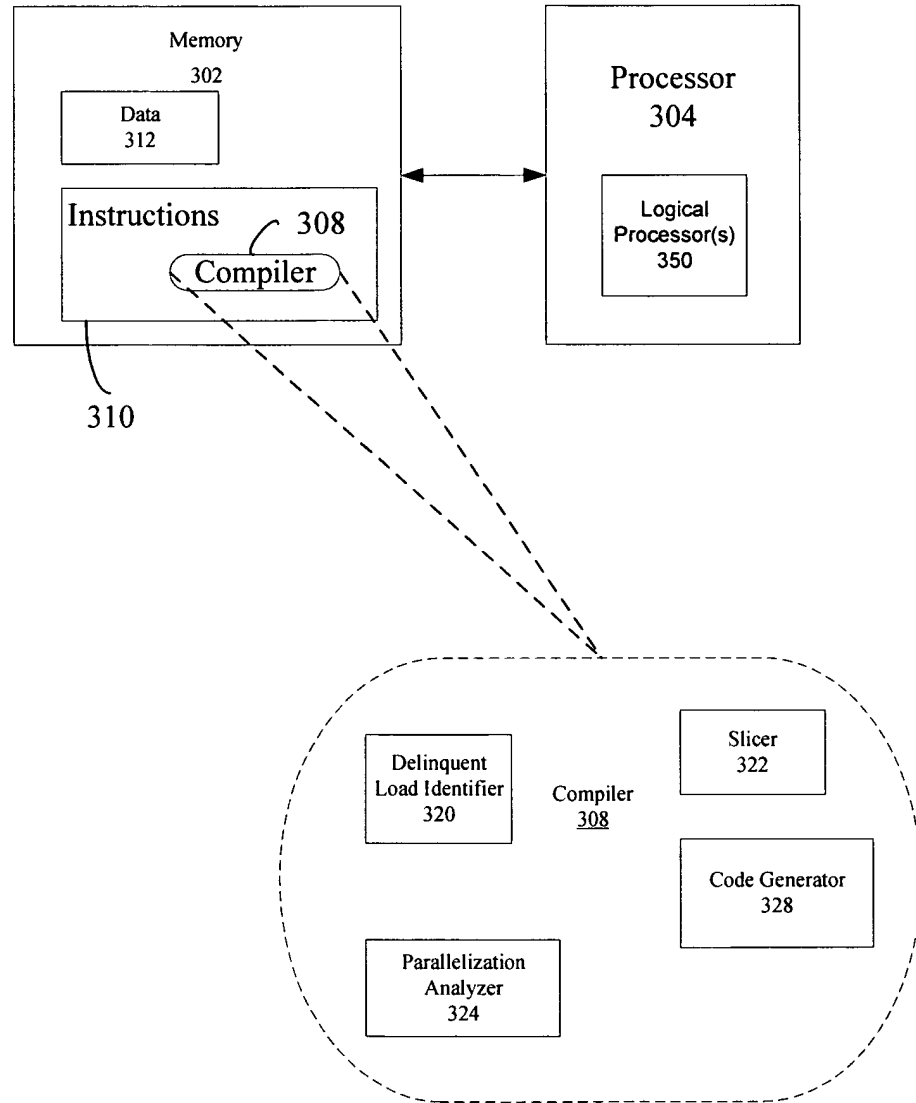 Memory
302
Data
312
Instructions
308
Compiler
310
Processor
304
Logical
Processor(s)
350
Delinquent
Load Identifier
320
Compiler
308
Slicer
322
Code Generator
328
Parallelization
Analyzer
324